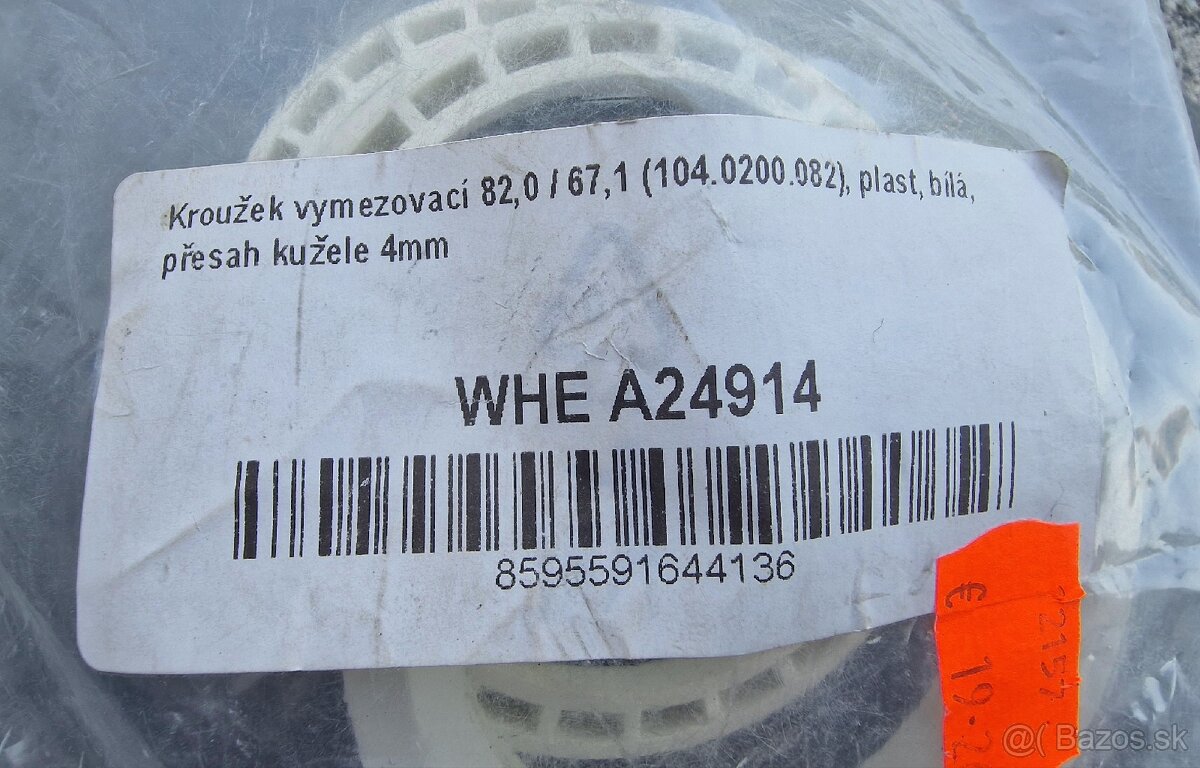 Kroužek vymezovací 82,0 / 67,1 (104.0200.082), plast, bílá,
přesah kužele 4mm
WHE A24914
8595591644136
€ 19-
@( Bazos.sk